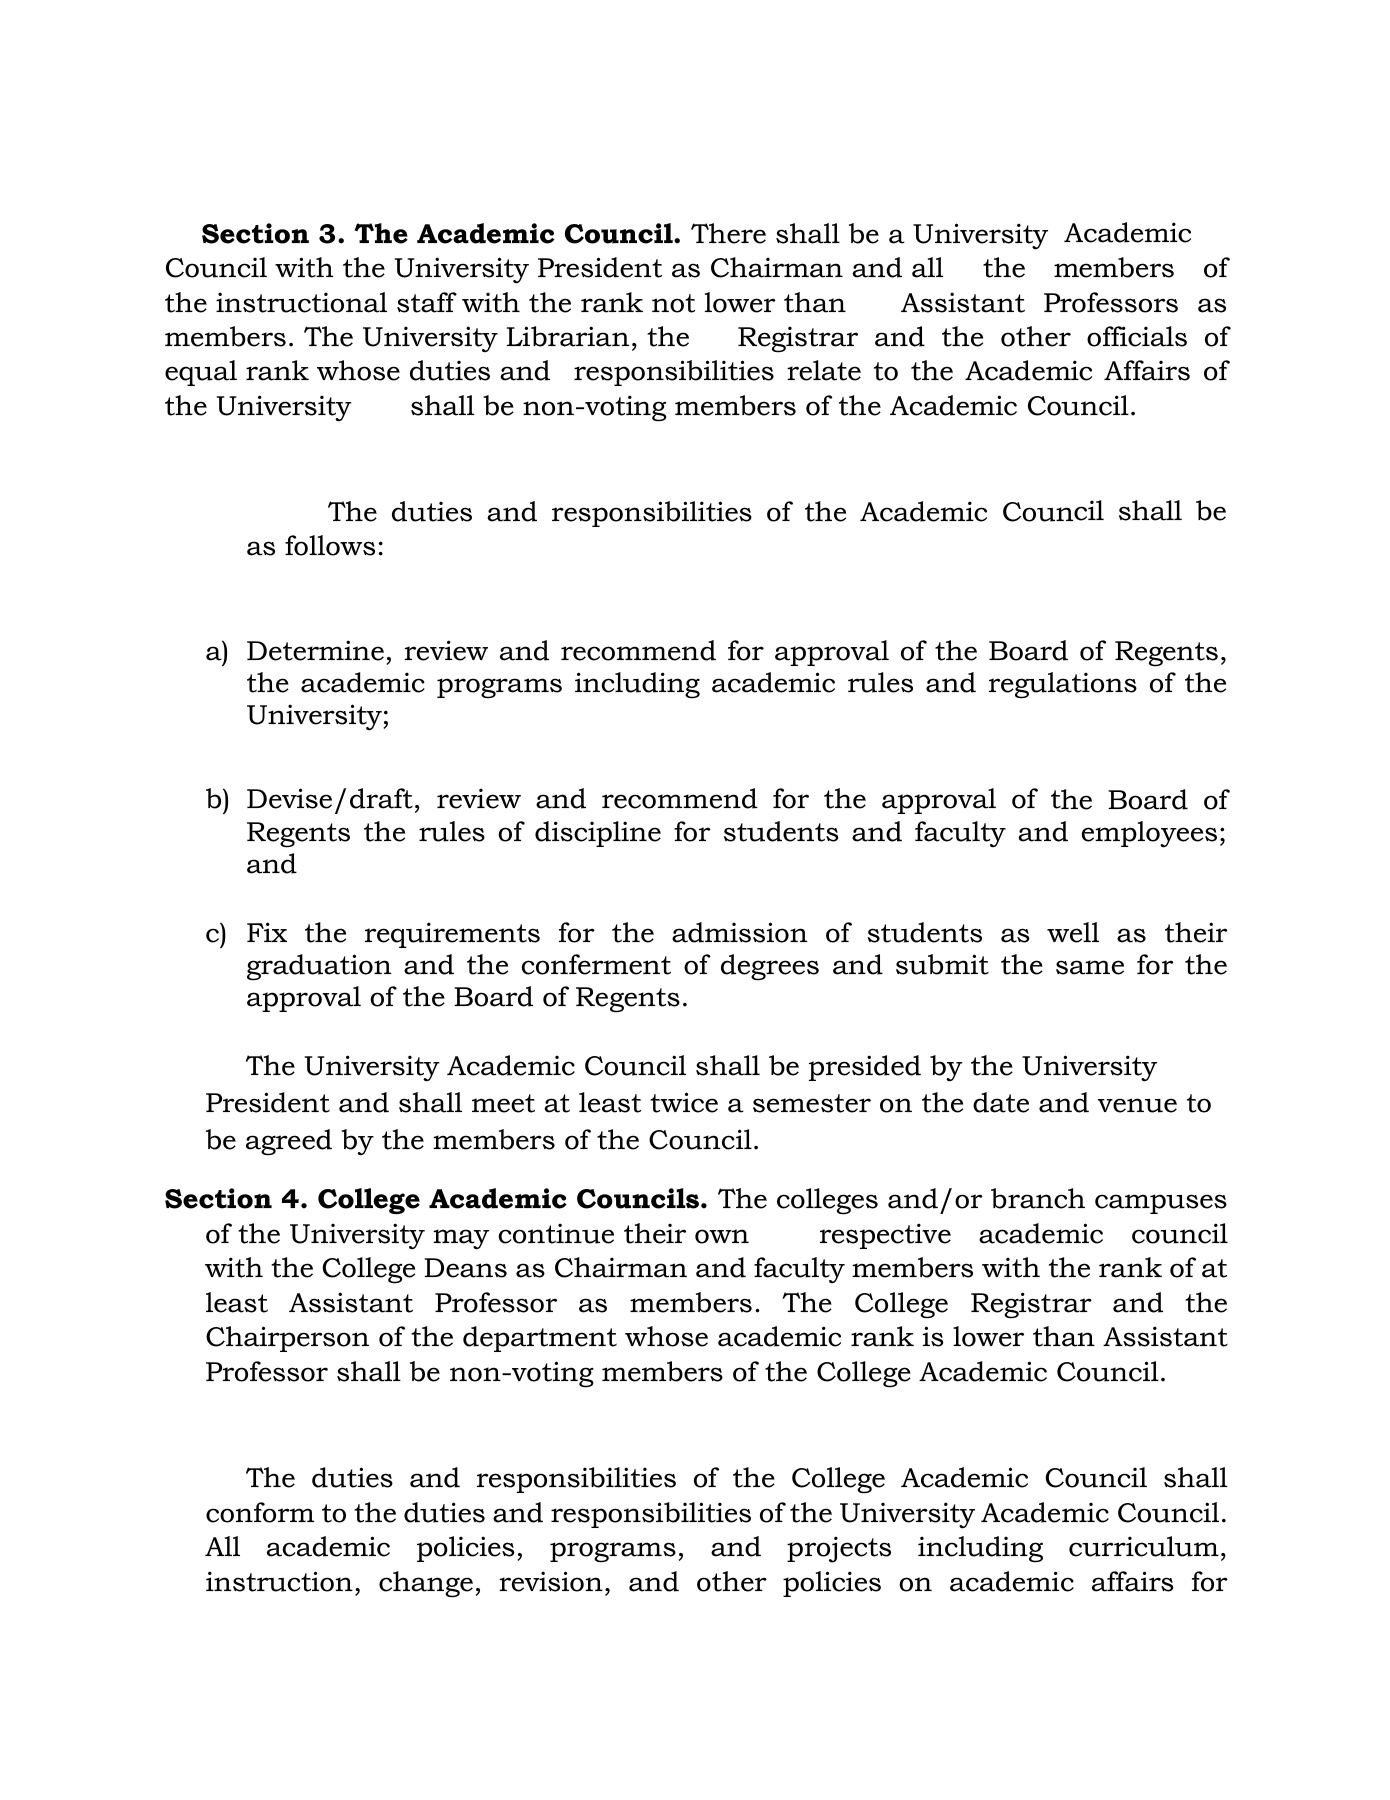 Section 3. The Academic Council. There shall be a University Academic
Council with the University President as Chairman and all the members of
the instructional staff with the rank not lower than Assistant Professors as
members. The University Librarian, the Registrar and the other officials of
equal rank whose duties and responsibilities relate to the Academic Affairs of
the University shall be non-voting members of the Academic Council.
The duties and responsibilities of the Academic Council shall be
as follows:
a) Determine, review and recommend for approval of the Board of Regents,
the academic programs including academic rules and regulations of the
University;
b) Devise/draft, review and recommend for the approval of the Board of
Regents the rules of discipline for students and faculty and employees;
and
c) Fix the requirements for the admission of students as well as their
graduation and the conferment of degrees and submit the same for the
approval of the Board of Regents.
The University Academic Council shall be presided by the University
President and shall meet at least twice a semester on the date and venue to
be agreed by the members of the Council.
Section 4. College Academic Councils. The colleges and/or branch campuses
of the University may continue their own respective academic council
with the College Deans as Chairman and faculty members with the rank of at
least Assistant Professor as members. The College Registrar and the
Chairperson of the department whose academic rank is lower than Assistant
Professor shall be non-voting members of the College Academic Council.
The duties and responsibilities of the College Academic Council shall
conform to the duties and responsibilities of the University Academic Council.
All academic policies, programs, and projects including curriculum,
instruction, change, revision, and other policies on academic affairs for